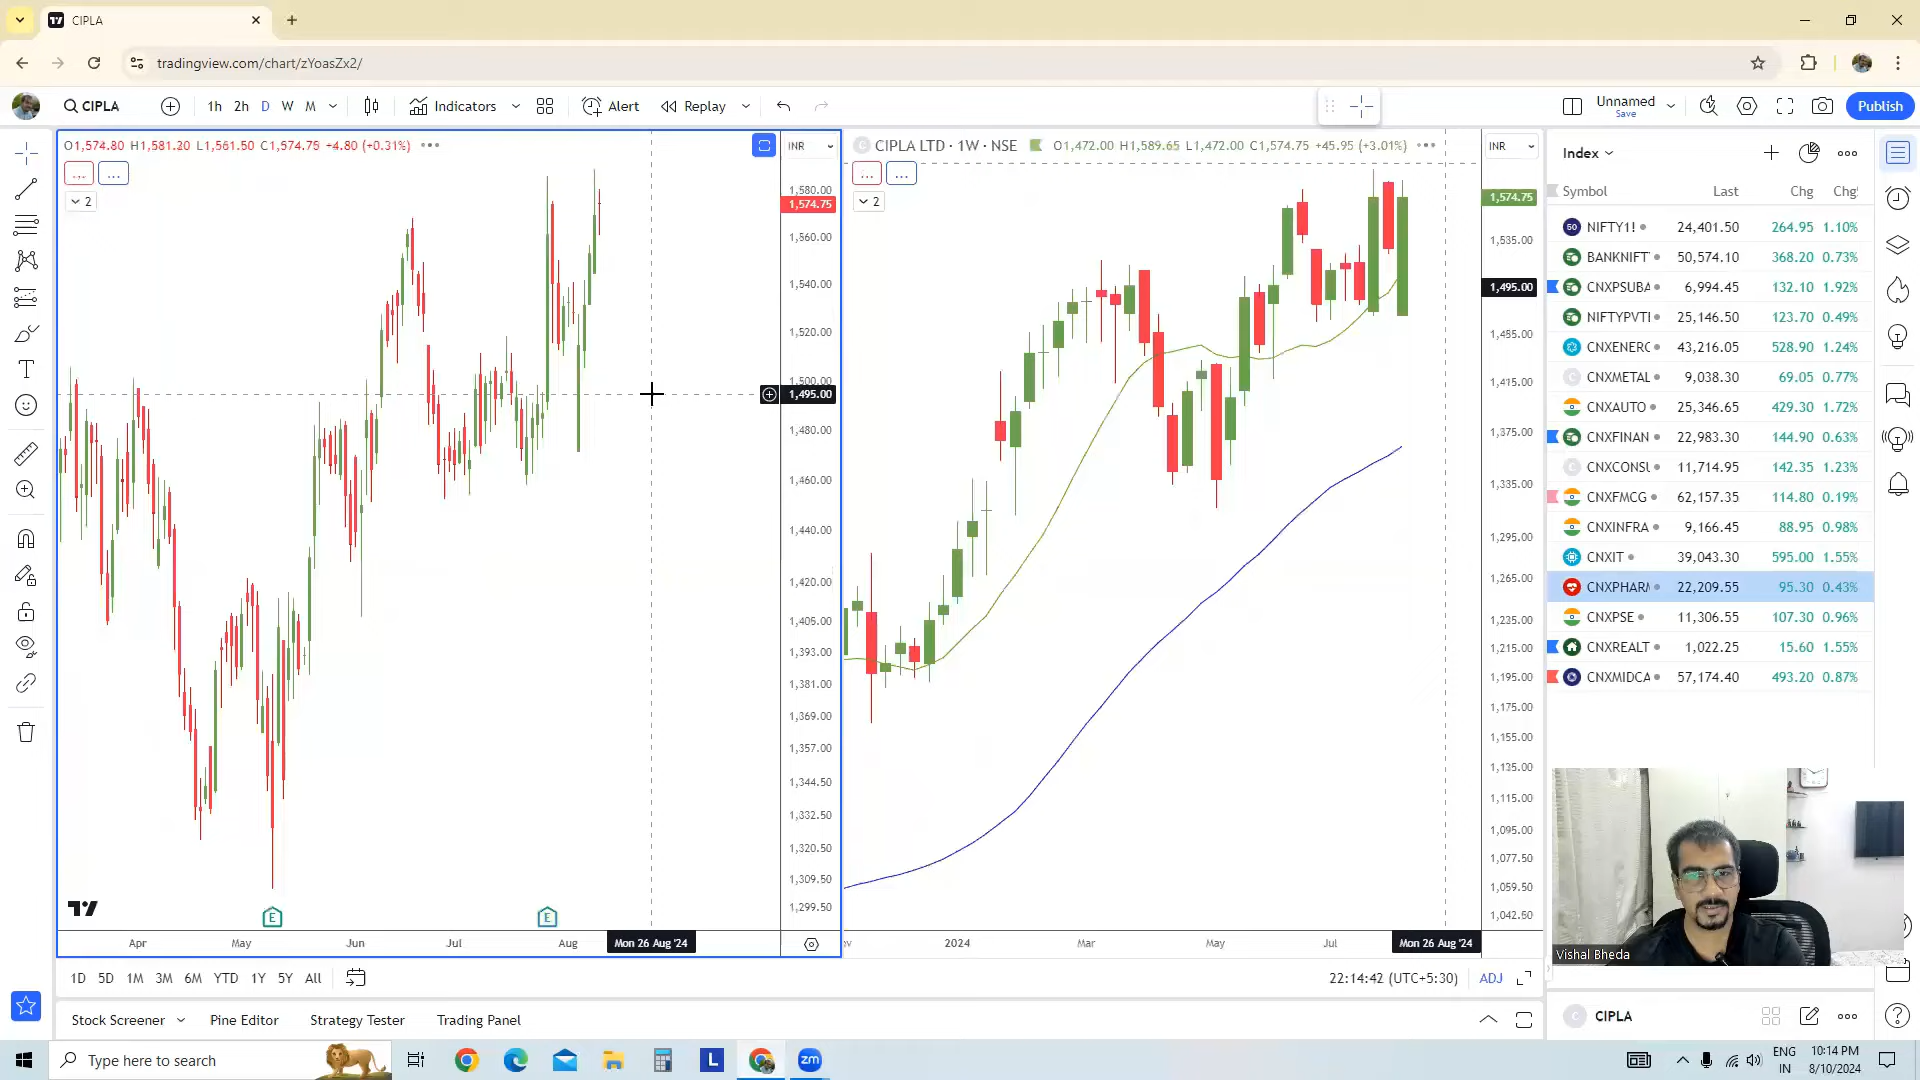 CIPLA
tradingview.com/chart/zYoasZx2/
CIPLA 1h 2h D W M Indicators Alert Replay Unnamed Save Publish
O1,574.80 H1,581.20 L1,561.50 C1,574.75 +4.80 (+0.31%) INR
CIPLA LTD · 1W · NSE O1,472.00 H1,589.65 L1,472.00 C1,574.75 +45.95 (+3.01%) INR
2
2
1,580.00
1,574.75
1,560.00
1,540.00
1,520.00
1,500.00
1,495.00
1,480.00
1,460.00
1,440.00
1,420.00
1,405.00
1,393.00
1,381.00
1,369.00
1,357.00
1,344.50
1,332.50
1,320.50
1,309.50
1,299.50
E E
Apr May Jun Jul Aug Mon 26 Aug '24
1,574.75
1,535.00
1,495.00
1,455.00
1,415.00
1,375.00
1,335.00
1,295.00
1,265.00
1,235.00
1,215.00
1,195.00
1,175.00
1,155.00
1,135.00
1,115.00
1,095.00
1,077.50
1,059.50
1,042.50
2024 Mar May Jul Mon 26 Aug '24
Index
Symbol Last Chg Chg
NIFTY1! 24,401.50 264.95 1.10%
BANKNIFT 50,574.10 368.20 0.73%
CNXPSUBA 6,994.45 132.10 1.92%
NIFTYPVTI 25,146.50 123.70 0.49%
CNXENERC 43,216.05 528.90 1.24%
CNXMETAL 9,038.30 69.05 0.77%
CNXAUTO 25,346.65 429.30 1.72%
CNXFINAN 22,983.30 144.90 0.63%
CNXCONSU 11,714.95 142.35 1.23%
CNXFMCG 62,157.35 114.80 0.19%
CNXINFRA 9,166.45 88.95 0.98%
CNXIT 39,043.30 595.00 1.55%
CNXPHARM 22,209.55 95.30 0.43%
CNXPSE 11,306.55 107.30 0.96%
CNXREALT 1,022.25 15.60 1.55%
CNXMIDCA 57,174.40 493.20 0.87%
Vishal Bheda
1D 5D 1M 3M 6M YTD 1Y 5Y All 22:14:42 (UTC+5:30) ADJ
Stock Screener Pine Editor Strategy Tester Trading Panel
CIPLA
Type here to search
L
zm
ENG
IN
10:14 PM
8/10/2024